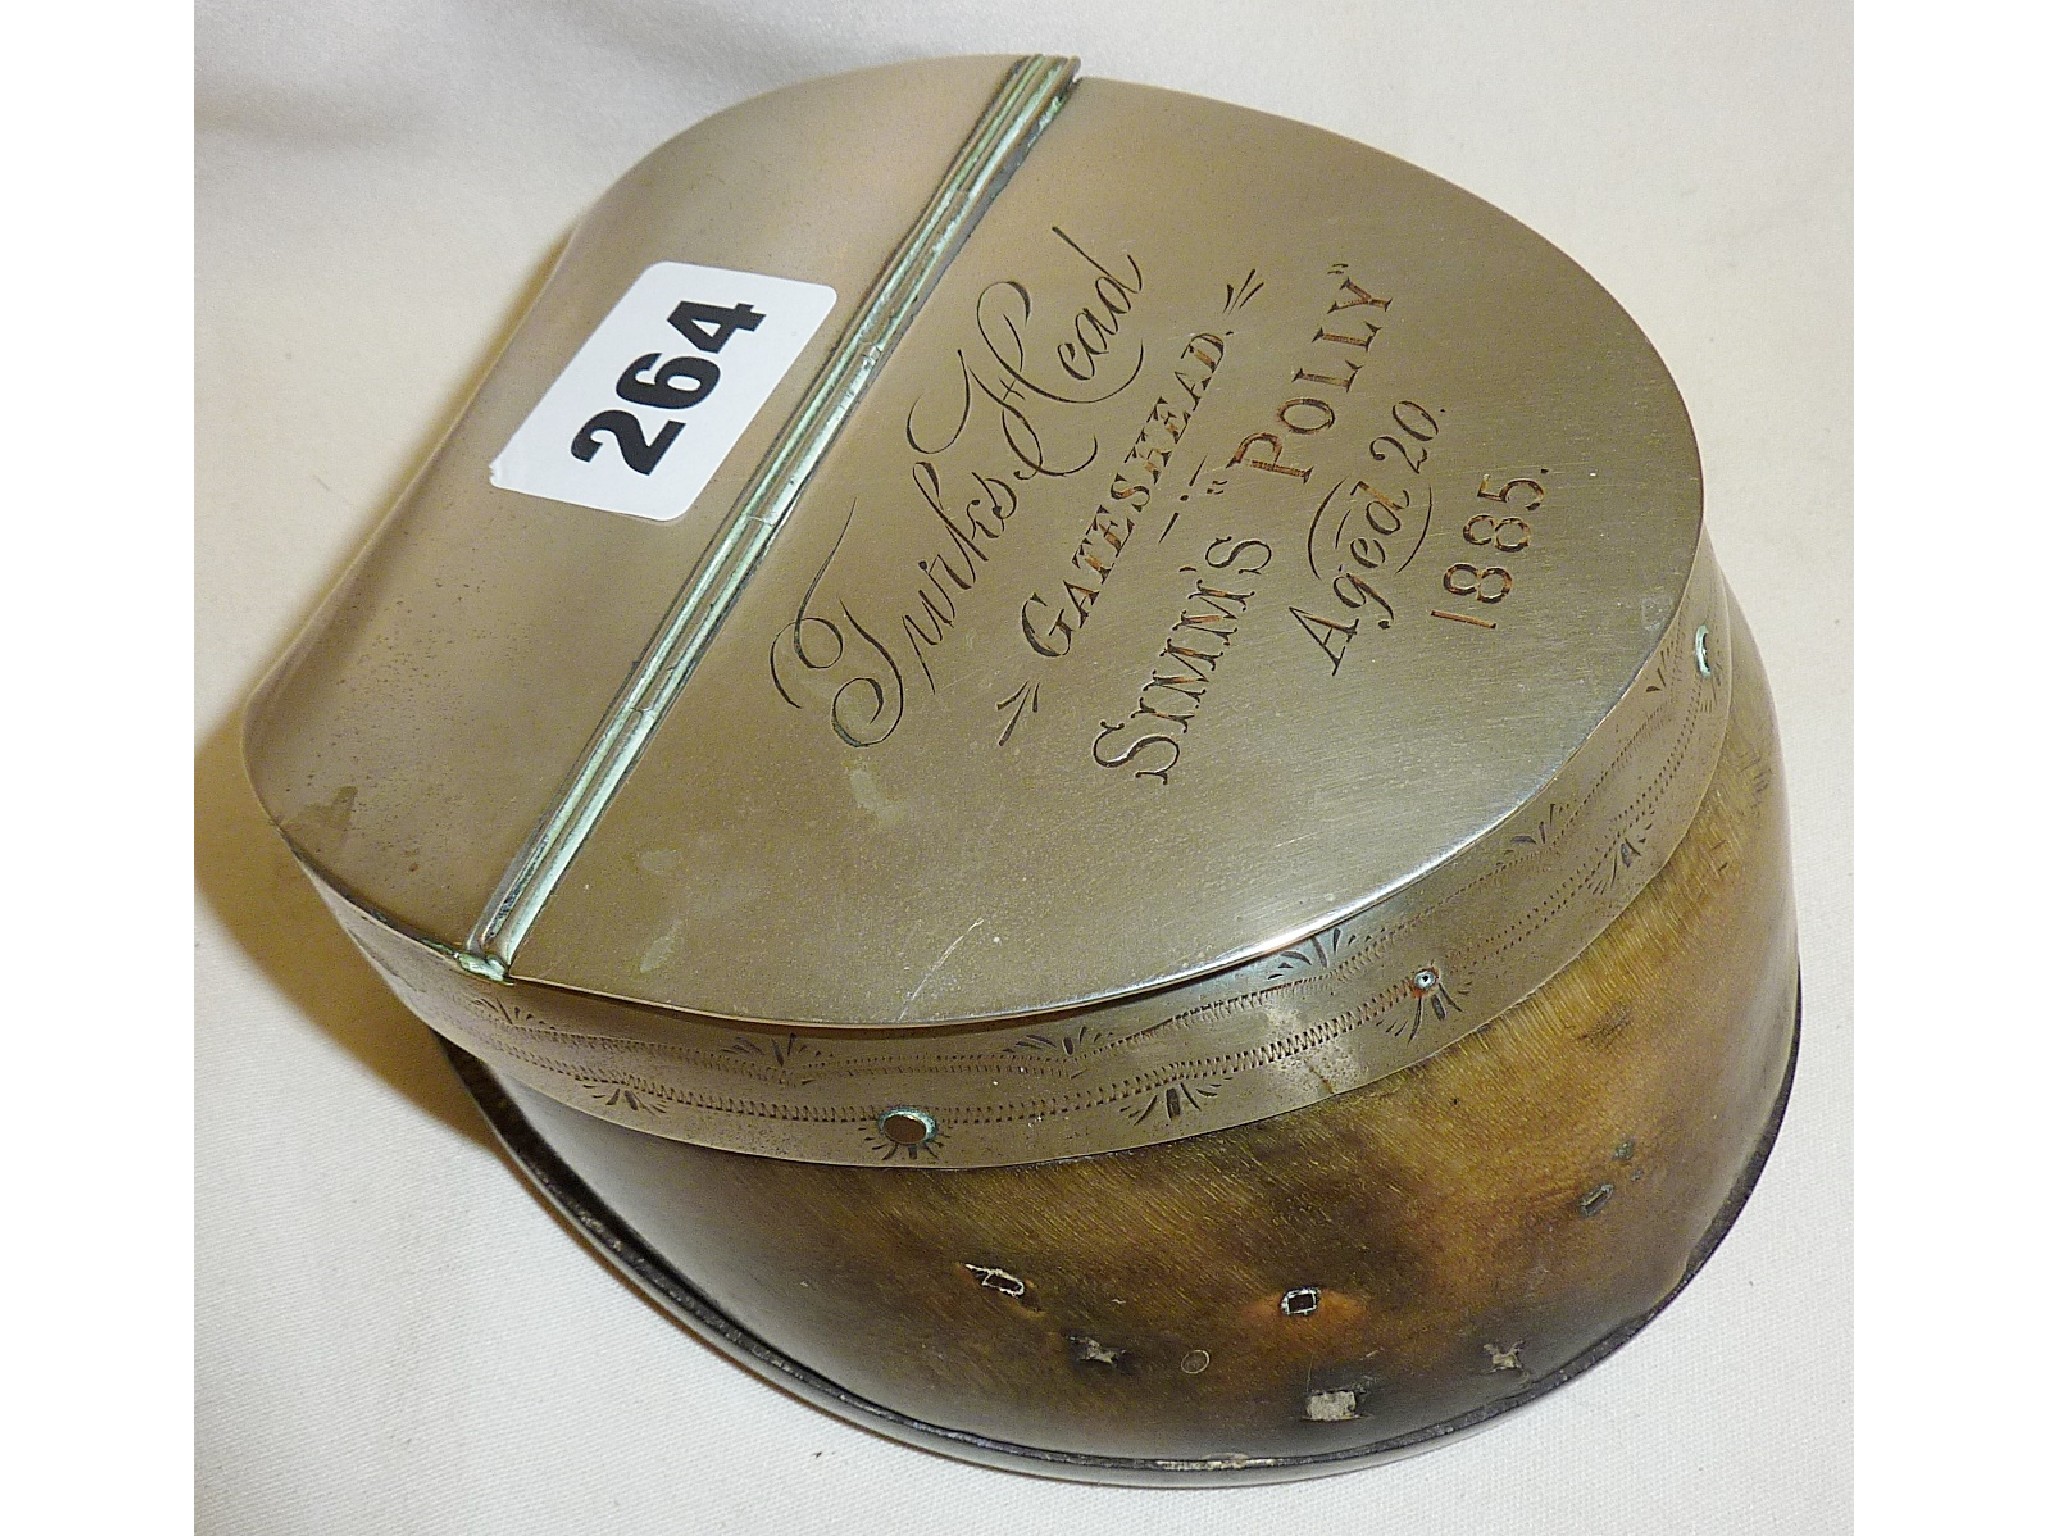 264
Turks Head
GATESHEAD.
SIMM'S "POLLY"
Aged 20.
1885.